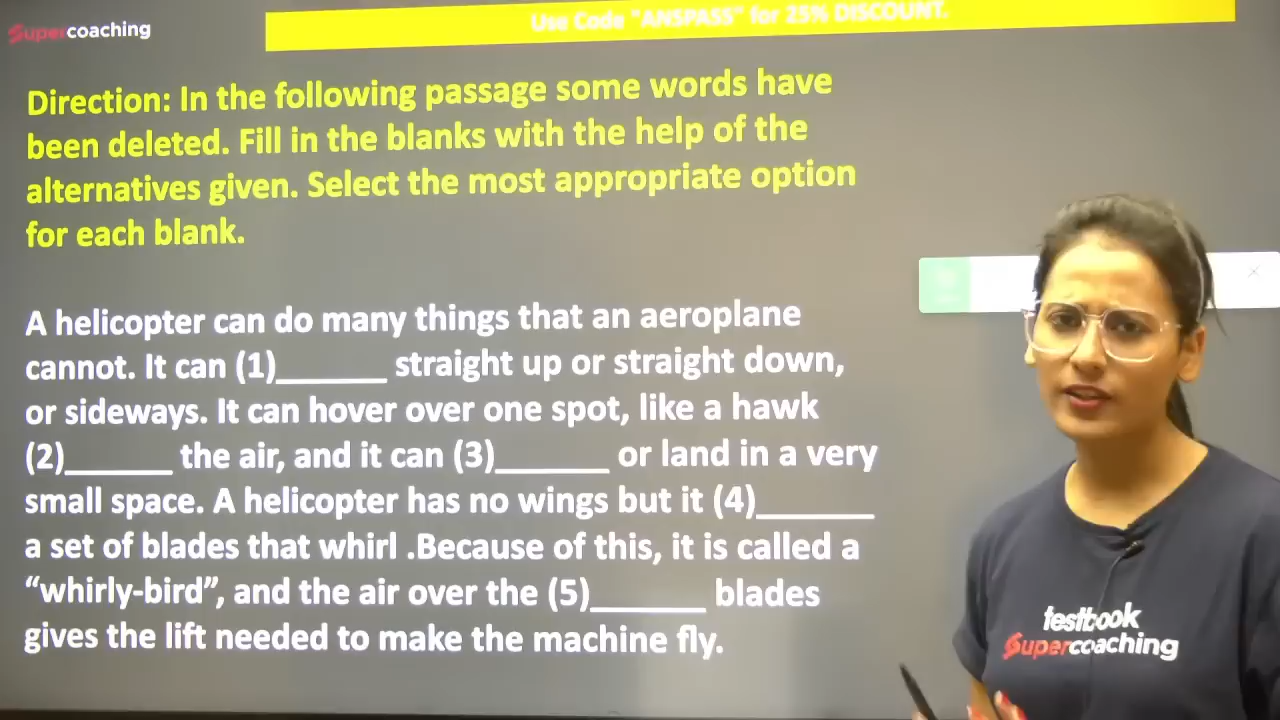 Supercoaching
Use Code "ANSPASS" for 25% DISCOUNT.
Direction: In the following passage some words have
been deleted. Fill in the blanks with the help of the
alternatives given. Select the most appropriate option
for each blank.
A helicopter can do many things that an aeroplane
cannot. It can (1)______ straight up or straight down,
or sideways. It can hover over one spot, like a hawk
(2)______ the air, and it can (3)______ or land in a very
small space. A helicopter has no wings but it (4)______
a set of blades that whirl .Because of this, it is called a
“whirly-bird”, and the air over the (5)______ blades
gives the lift needed to make the machine fly.
testbook
Supercoaching